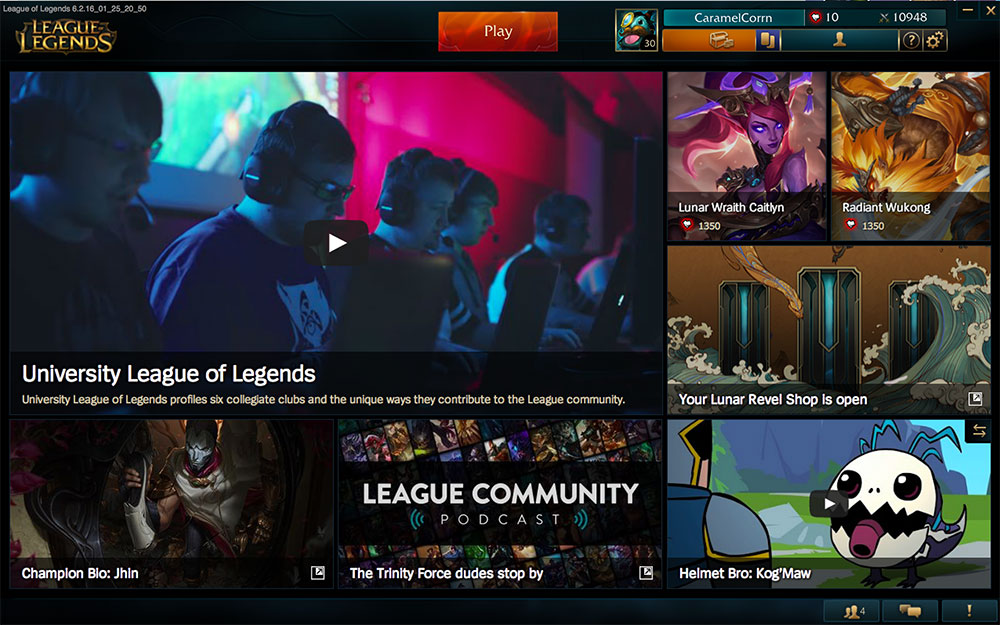 League of Legends 6.2.16_01_25_20_50
LEAGUE OF LEGENDS
Play
30
CaramelCorrn
10
10948
?
University League of Legends
University League of Legends profiles six collegiate clubs and the unique ways they contribute to the League community.
Lunar Wraith Caitlyn
1350
Radiant Wukong
1350
Your Lunar Revel Shop is open
Champion Bio: Jhin
LEAGUE COMMUNITY
PODCAST
The Trinity Force dudes stop by
Helmet Bro: Kog'Maw
4
!